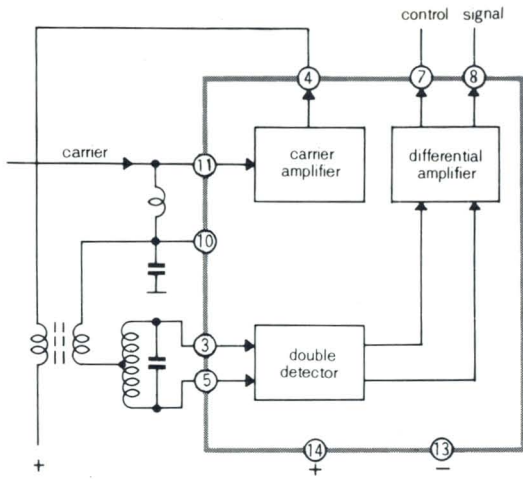 control signal
4 7 8
carrier
11
carrier
amplifier
differential
amplifier
10
3
5
double
detector
14 13
+ + −